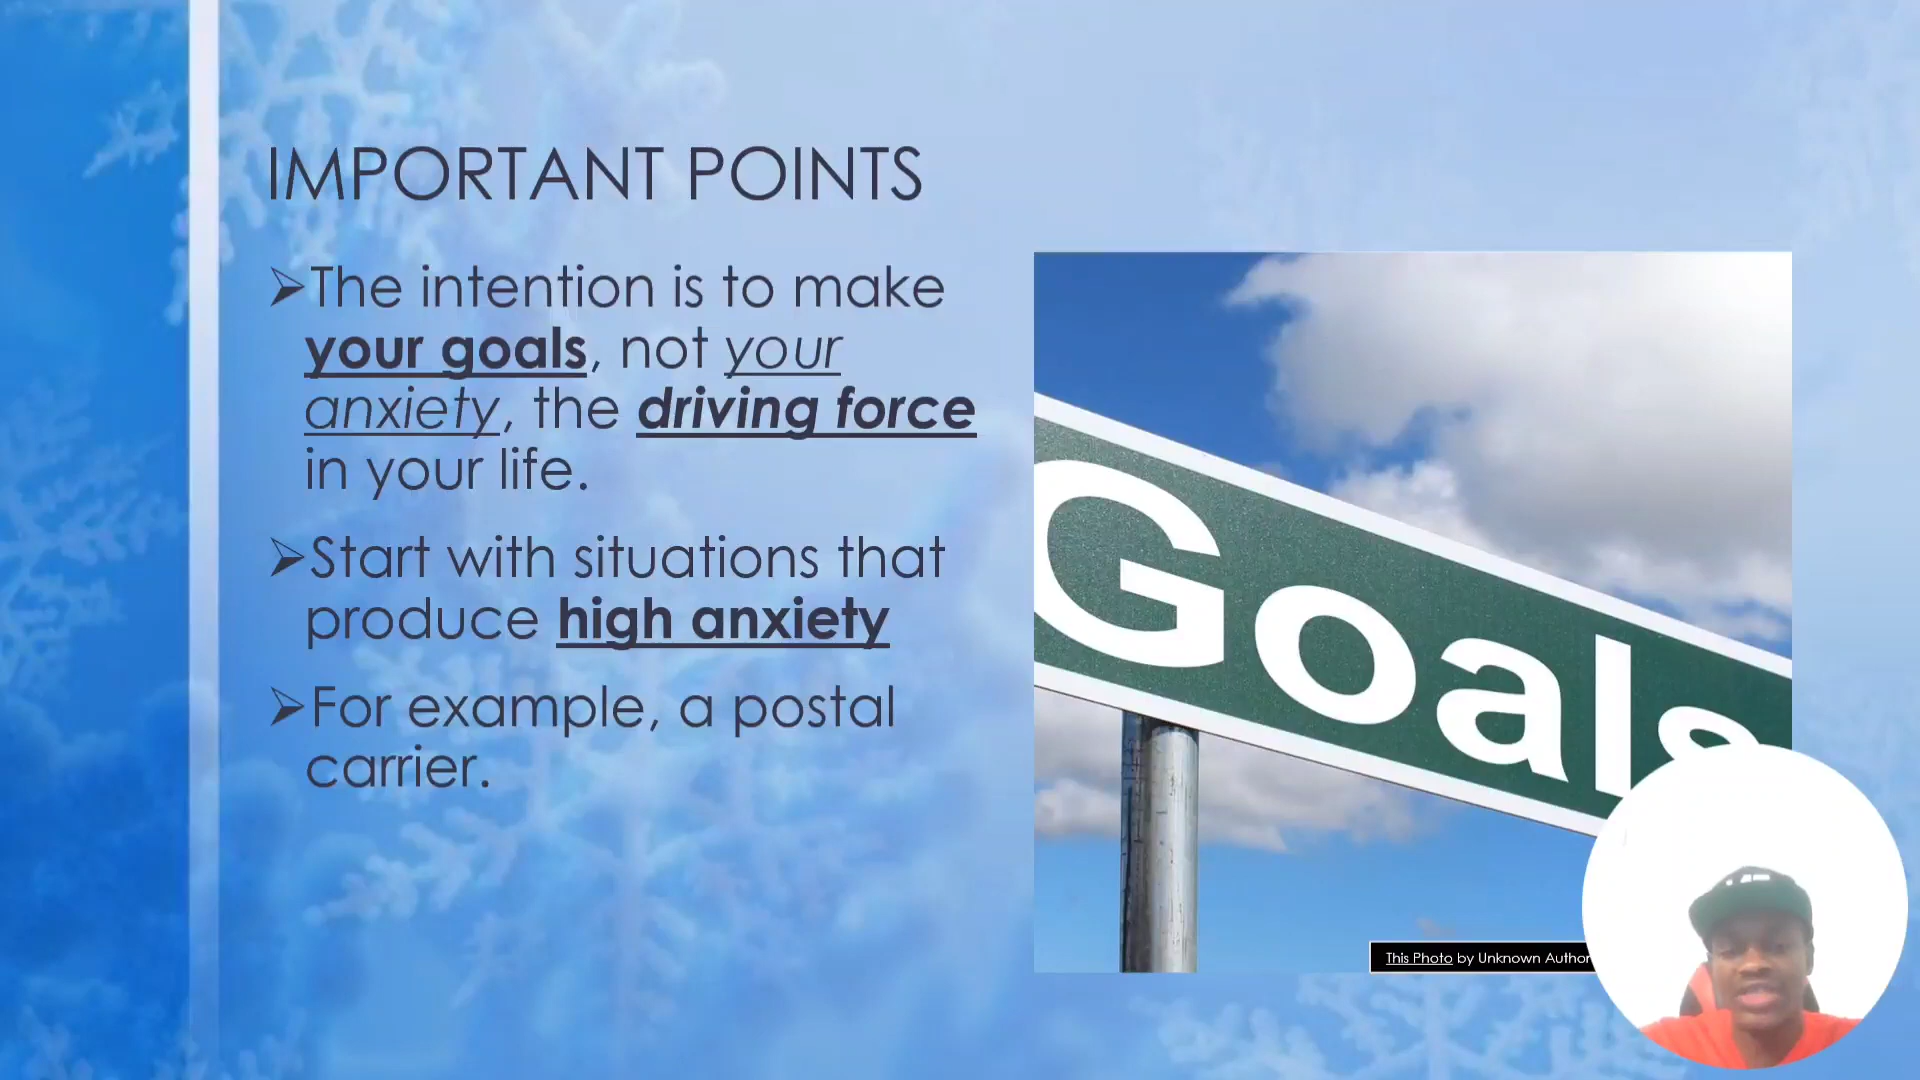 IMPORTANT POINTS
➢The intention is to make
your goals, not your
anxiety, the driving force
in your life.
➢Start with situations that
produce high anxiety
➢For example, a postal
carrier.
Goals
This Photo by Unknown Author